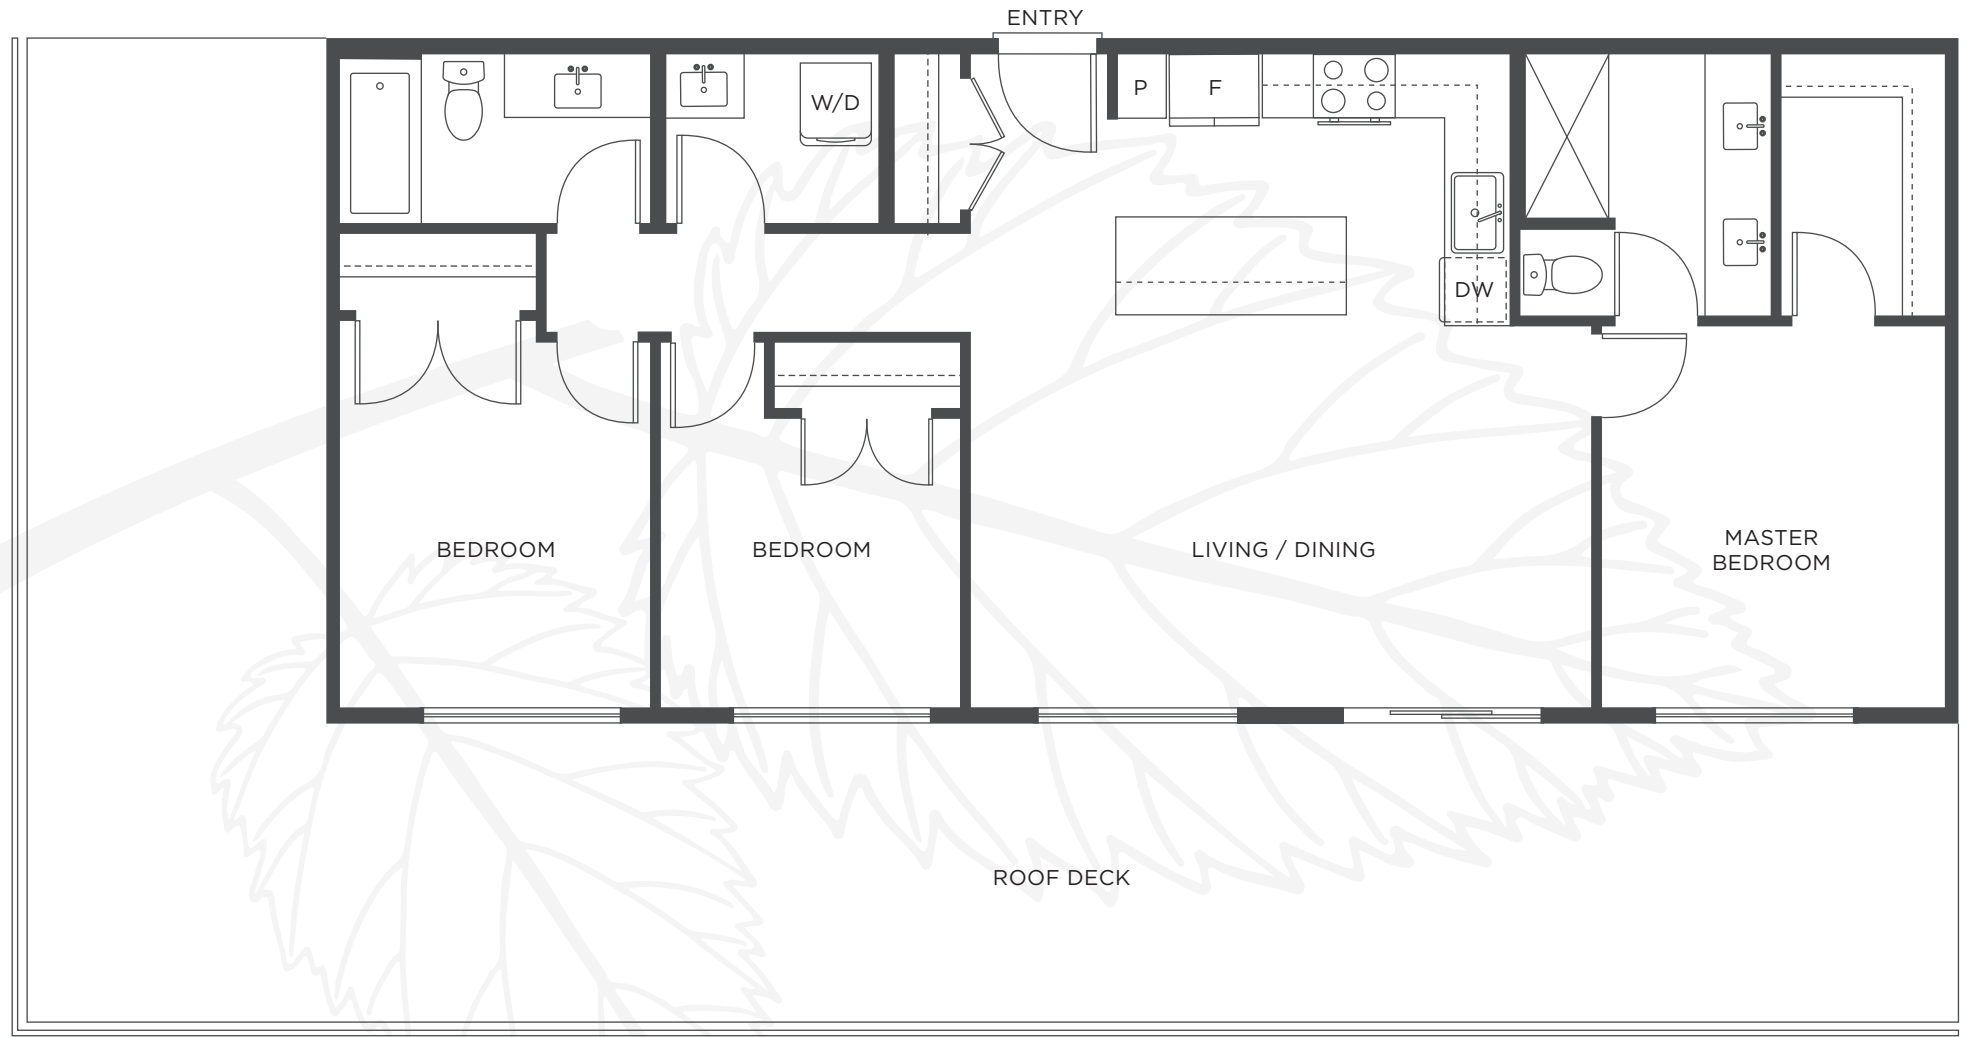 ENTRY
W/D
P
F
DW
BEDROOM
BEDROOM
LIVING / DINING
MASTER
BEDROOM
ROOF DECK